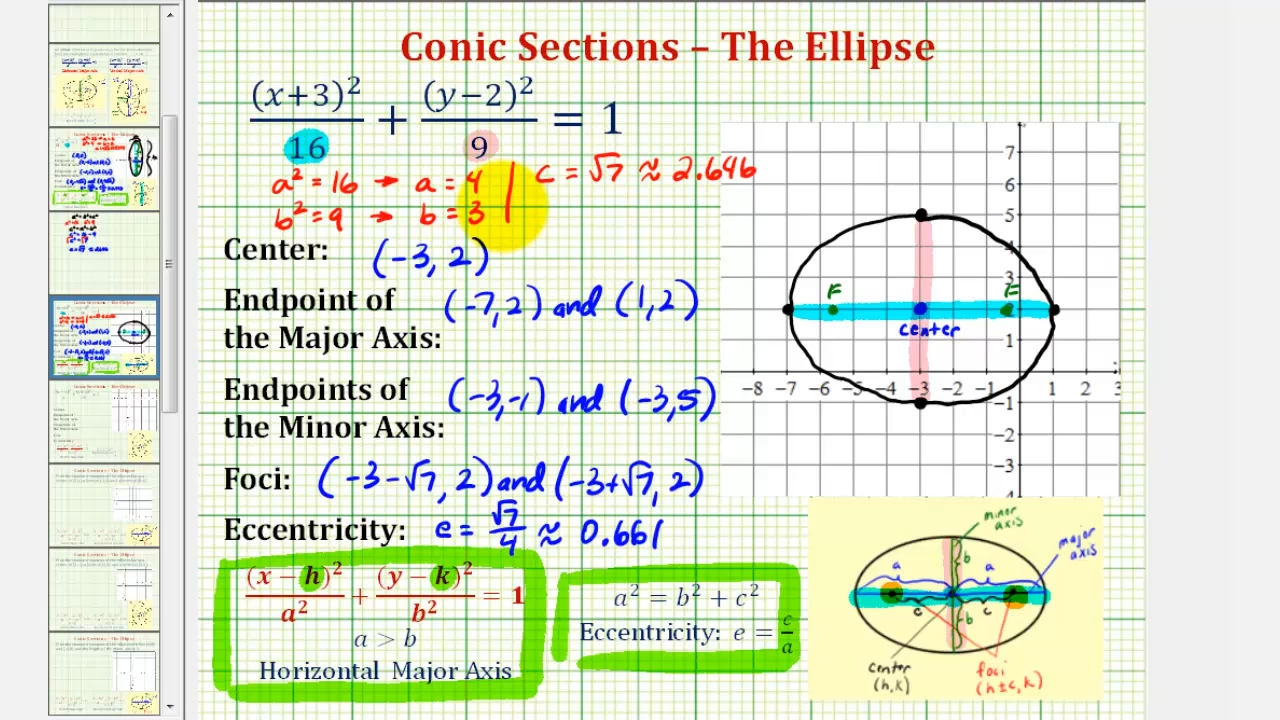 Conic Sections – The Ellipse
(x+3)²/16 + (y−2)²/9 = 1
a² = 16 → a = 4 | c = √7 ≈ 2.646
b² = 9 → b = 3
Center: (-3, 2)
Endpoint of
the Major Axis: (-7, 2) and (1, 2)
Endpoints of
the Minor Axis: (-3, -1) and (-3, 5)
Foci: (-3-√7, 2) and (-3+√7, 2)
Eccentricity: e = √7/4 ≈ 0.661
(x − h)²/a² + (y − k)²/b² = 1
a > b
Horizontal Major Axis
a² = b² + c²
Eccentricity: e = c/a
7
6
5
4
3
F F
center
1
−8 −7 −6 −5 −4 −3 −2 −1 1 2 3
−1
−2
−3
minor
axis
major
axis
b
a a
c c
b
center
(h, k)
foci
(h±c, k)